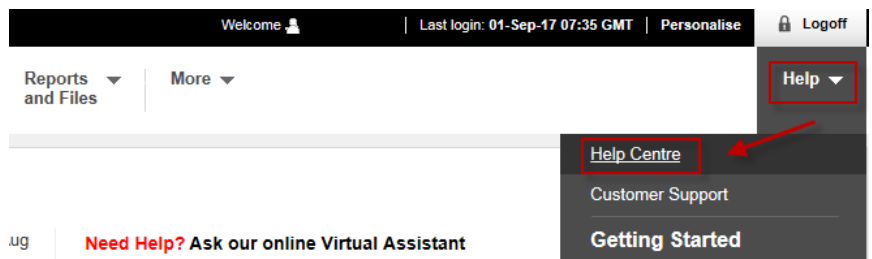 Welcome | Last login: 01-Sep-17 07:35 GMT | Personalise Logoff
Reports
and Files
More
Help
Help Centre
Customer Support
Getting Started
ug Need Help? Ask our online Virtual Assistant